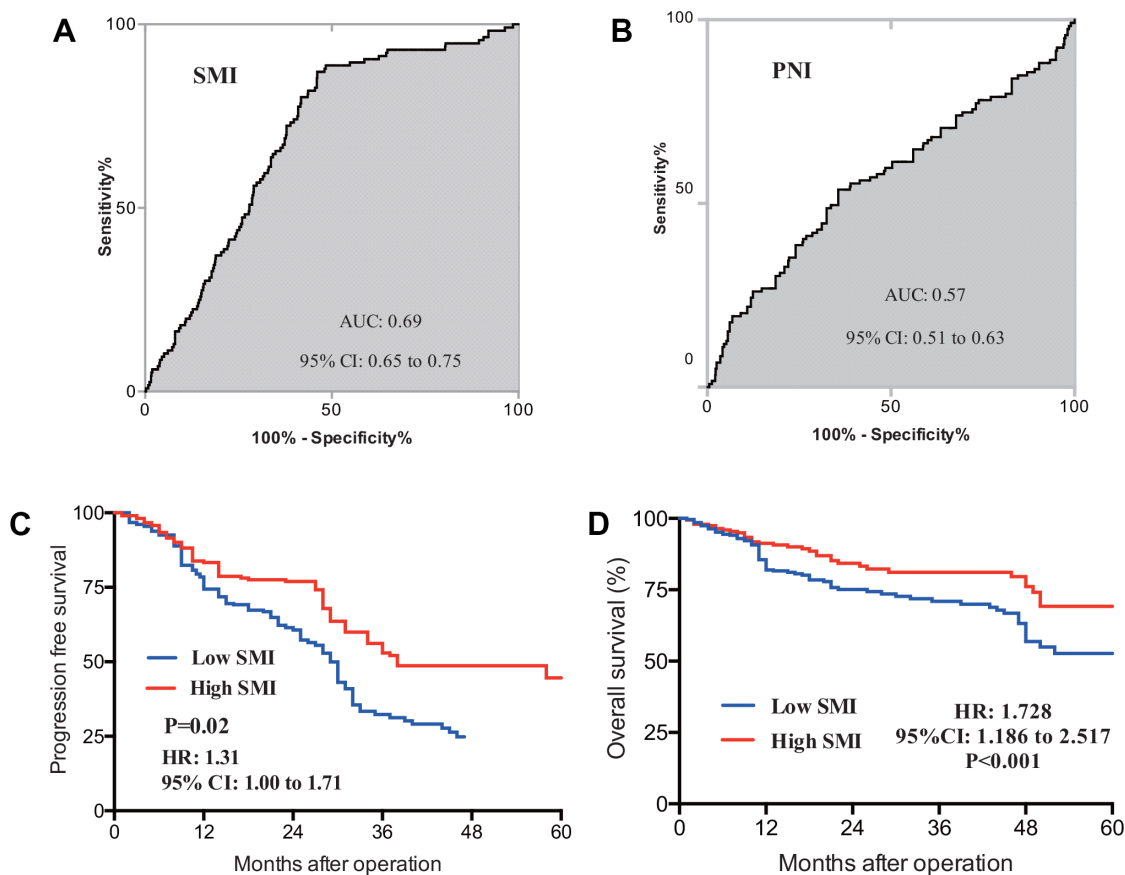 A
SMI
100
50
0
Sensitivity%
AUC: 0.69
95% CI: 0.65 to 0.75
0
50
100
100% - Specificity%
B
PNI
100
50
0
0
Sensitivity%
AUC: 0.57
95% CI: 0.51 to 0.63
0
50
100
100% - Specificity%
C
100
75
50
25
0
Progression free survival
Low SMI
High SMI
P=0.02
HR: 1.31
95% CI: 1.00 to 1.71
0
12
24
36
48
60
Months after operation
D
100
75
50
25
0
Overall survival (%)
Low SMI
High SMI
HR: 1.728
95%CI: 1.186 to 2.517
P<0.001
0
12
24
36
48
60
Months after operation